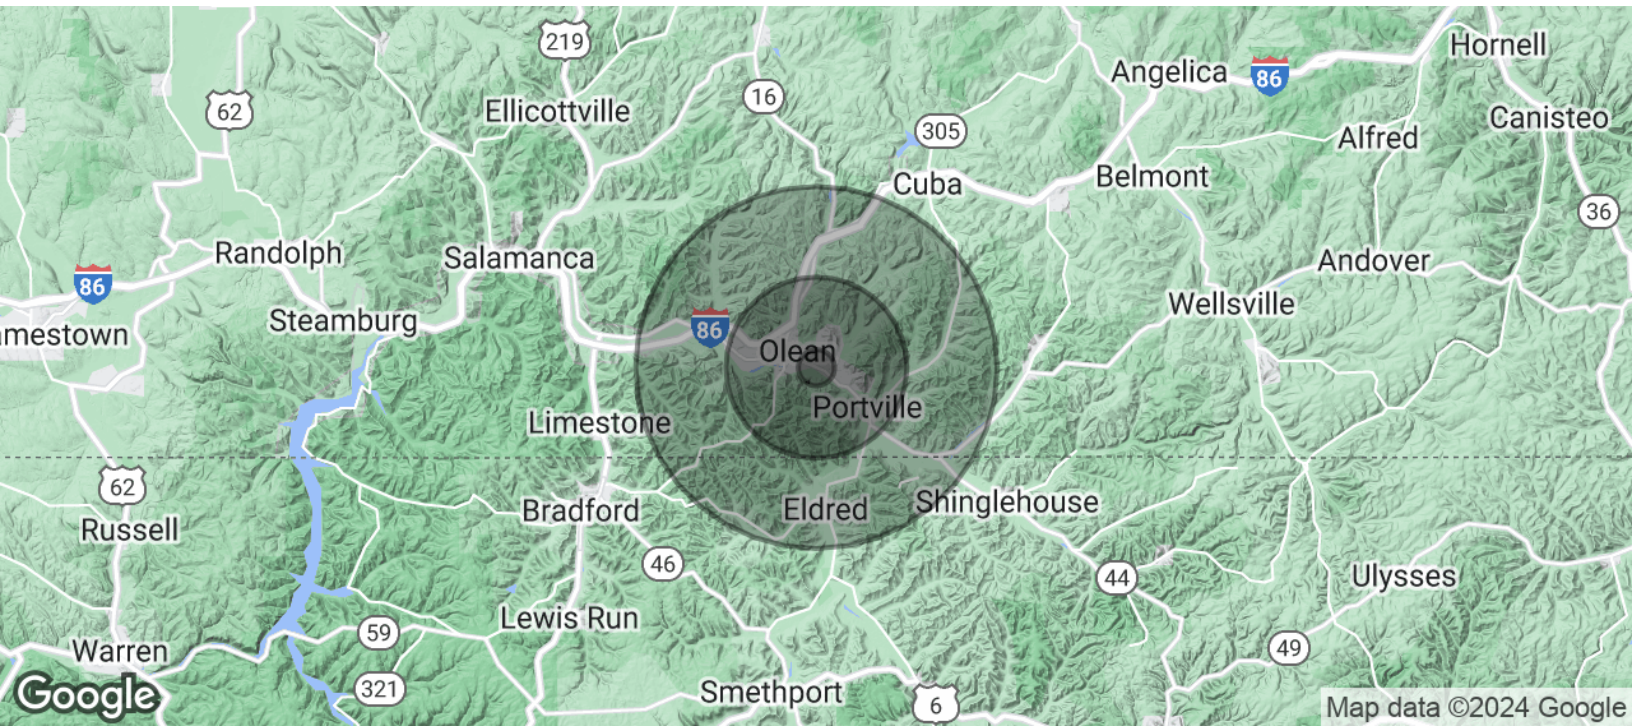 219
Hornell
Angelica
86
62
16
Ellicottville
305
Canisteo
Alfred
Cuba
Belmont
36
Randolph
Salamanca
Andover
86
Wellsville
Steamburg
86
amestown
Olean
Portville
Limestone
62
Bradford
Eldred
Shinglehouse
Russell
46
44
Ulysses
Lewis Run
59
49
Warren
321
Smethport
6
Google
Map data ©2024 Google